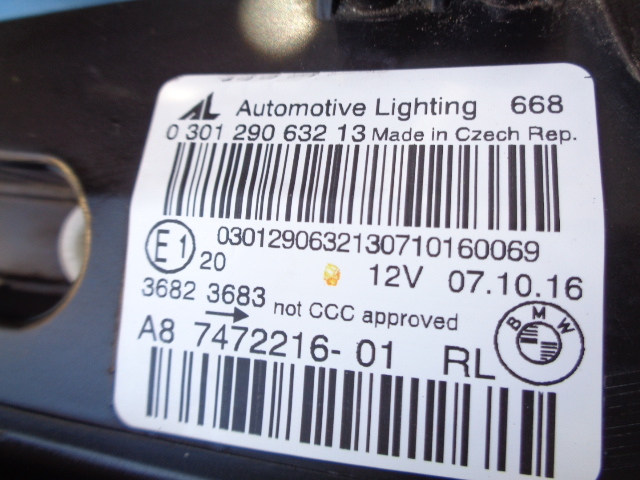 AL Automotive Lighting 668
0 301 290 632 13 Made in Czech Rep.
0301290632130710160069
E1 20 12V 07.10.16
3682 3683 not CCC approved
BMW
A8 7472216-01 RL